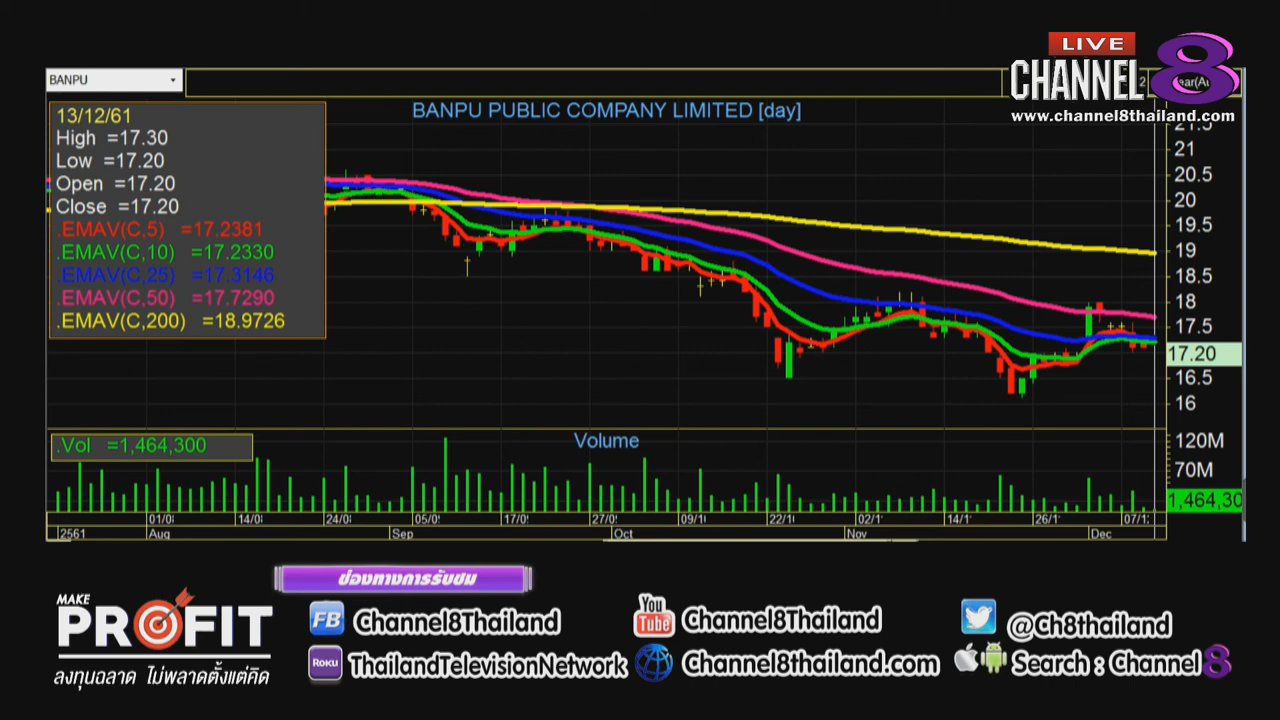 LIVE
CHANNEL 8
www.channel8thailand.com
BANPU
BANPU PUBLIC COMPANY LIMITED [day]
13/12/61
High =17.30
Low =17.20
Open =17.20
Close =17.20
.EMAV(C,5) =17.2381
.EMAV(C,10) =17.2330
.EMAV(C,25) =17.3146
.EMAV(C,50) =17.7290
.EMAV(C,200) =18.9726
21.5
21
20.5
20
19.5
19
18.5
18
17.5
17.20
16.5
16
.Vol =1,464,300
Volume
120M
70M
1,464,30
01/0 14/0 24/0 05/0 17/0 27/0 09/1 22/1 02/1 14/1 26/1 07/1
2561 Aug Sep Oct Nov Dec
ช่องทางการรับชม
MAKE
PROFIT
ลงทุนฉลาด ไม่พลาดตั้งแต่คิด
FB Channel8Thailand
You Tube Channel8Thailand
@Ch8thailand
Roku ThailandTelevisionNetwork
Channel8thailand.com
Search : Channel 8